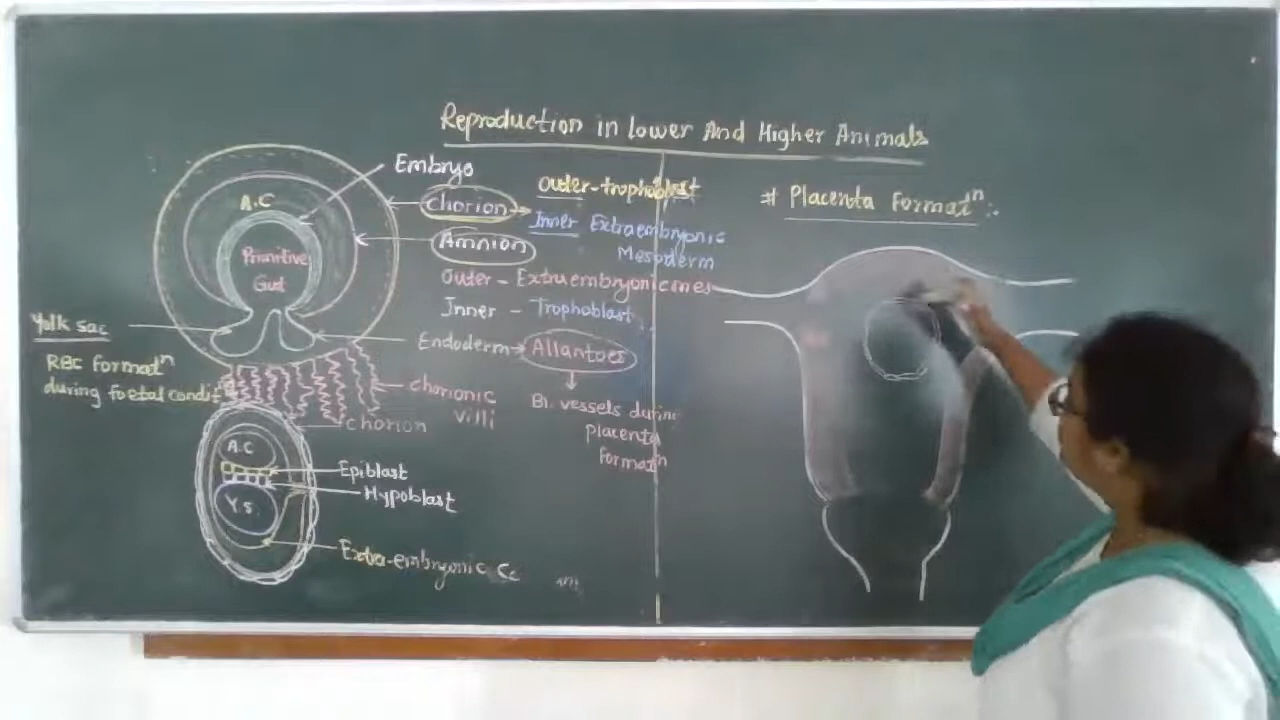 Reproduction in Lower And Higher Animals
Embryo
A.C
chorion
Outer-trophoblast
Inner Extraembryonic
Mesoderm
Amnion
Outer - Extraembryonic mes
Inner - Trophoblast
Primitive
Gut
Yolk sac
Endoderm
Allantoes
RBC formatn
during foetal condit
chorionic
villi
Bl. vessels during
placenta
formatn
chorion
A.C
Epiblast
Hypoblast
Y.S.
Extra-embryonic
# Placenta Formatn:.